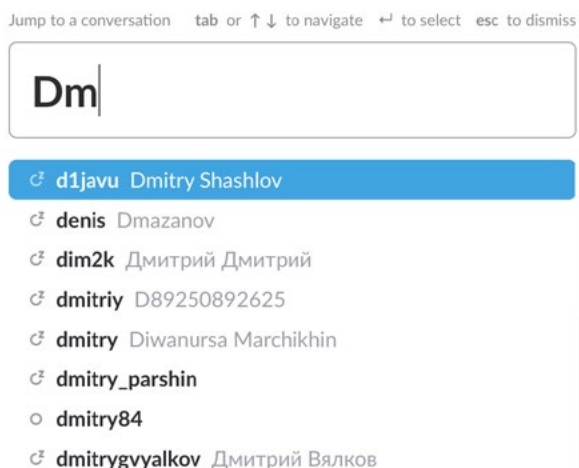 Jump to a conversation tab or ↑ ↓ to navigate ↵ to select esc to dismiss
Dm
d1javu Dmitry Shashlov
denis Dmazanov
dim2k Дмитрий Дмитрий
dmitriy D89250892625
dmitry Diwanursa Marchikhin
dmitry_parshin
dmitry84
dmitrygvyalkov Дмитрий Вялков